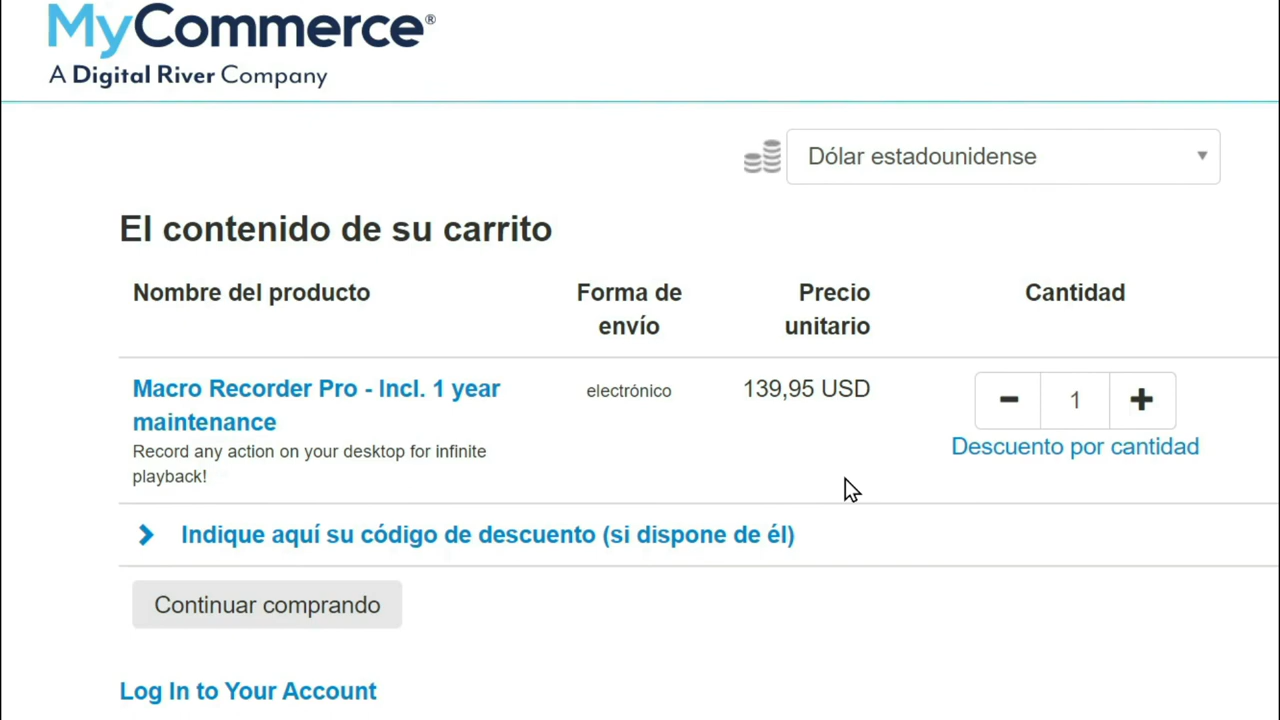 MyCommerce®
A Digital River Company
Dólar estadounidense
El contenido de su carrito
Nombre del producto
Forma de envío
Precio unitario
Cantidad
Macro Recorder Pro - Incl. 1 year
maintenance
Record any action on your desktop for infinite
playback!
electrónico
139,95 USD
1
Descuento por cantidad
Indique aquí su código de descuento (si dispone de él)
Continuar comprando
Log In to Your Account